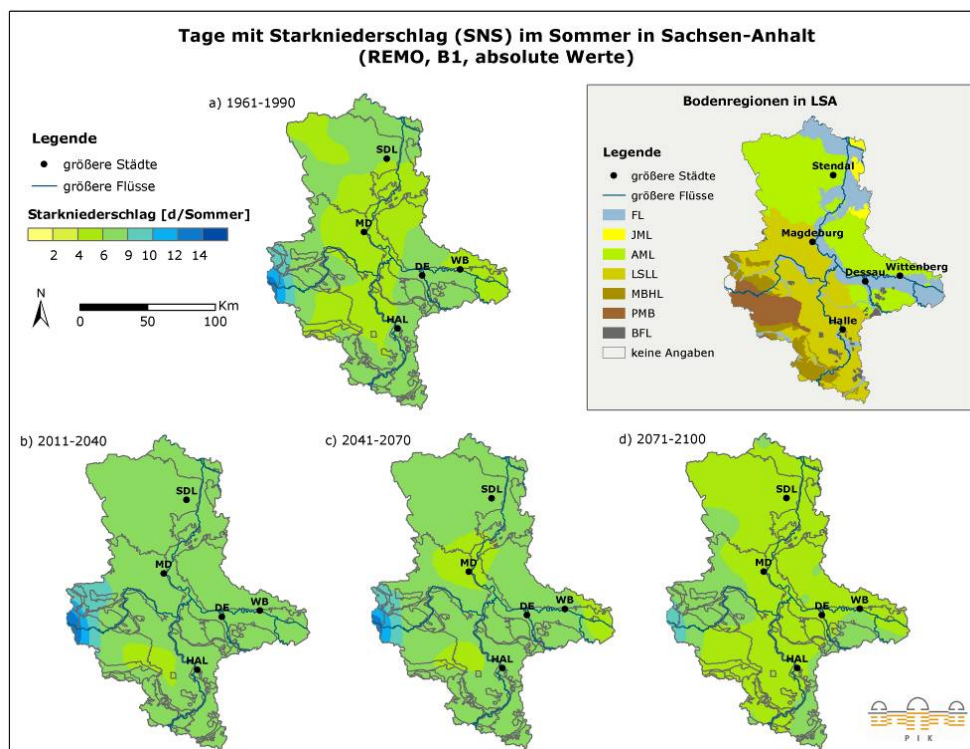 Tage mit Starkniederschlag (SNS) im Sommer in Sachsen-Anhalt
(REMO, B1, absolute Werte)
a) 1961-1990
Legende
größere Städte
größere Flüsse
Starkniederschlag [d/Sommer]
2 4 6 8 10 12 14
N
Km
0 50 100
SDL
MD
DE
WB
HAL
Bodenregionen in LSA
Legende
größere Städte
größere Flüsse
FL
JML
AML
LSLL
MBHL
PMB
BFL
keine Angaben
Stendal
Magdeburg
Dessau
Wittenberg
Halle
b) 2011-2040
SDL
MD
DE
WB
HAL
c) 2041-2070
SDL
MD
DE
WB
HAL
d) 2071-2100
SDL
MD
DE
WB
HAL
P I K